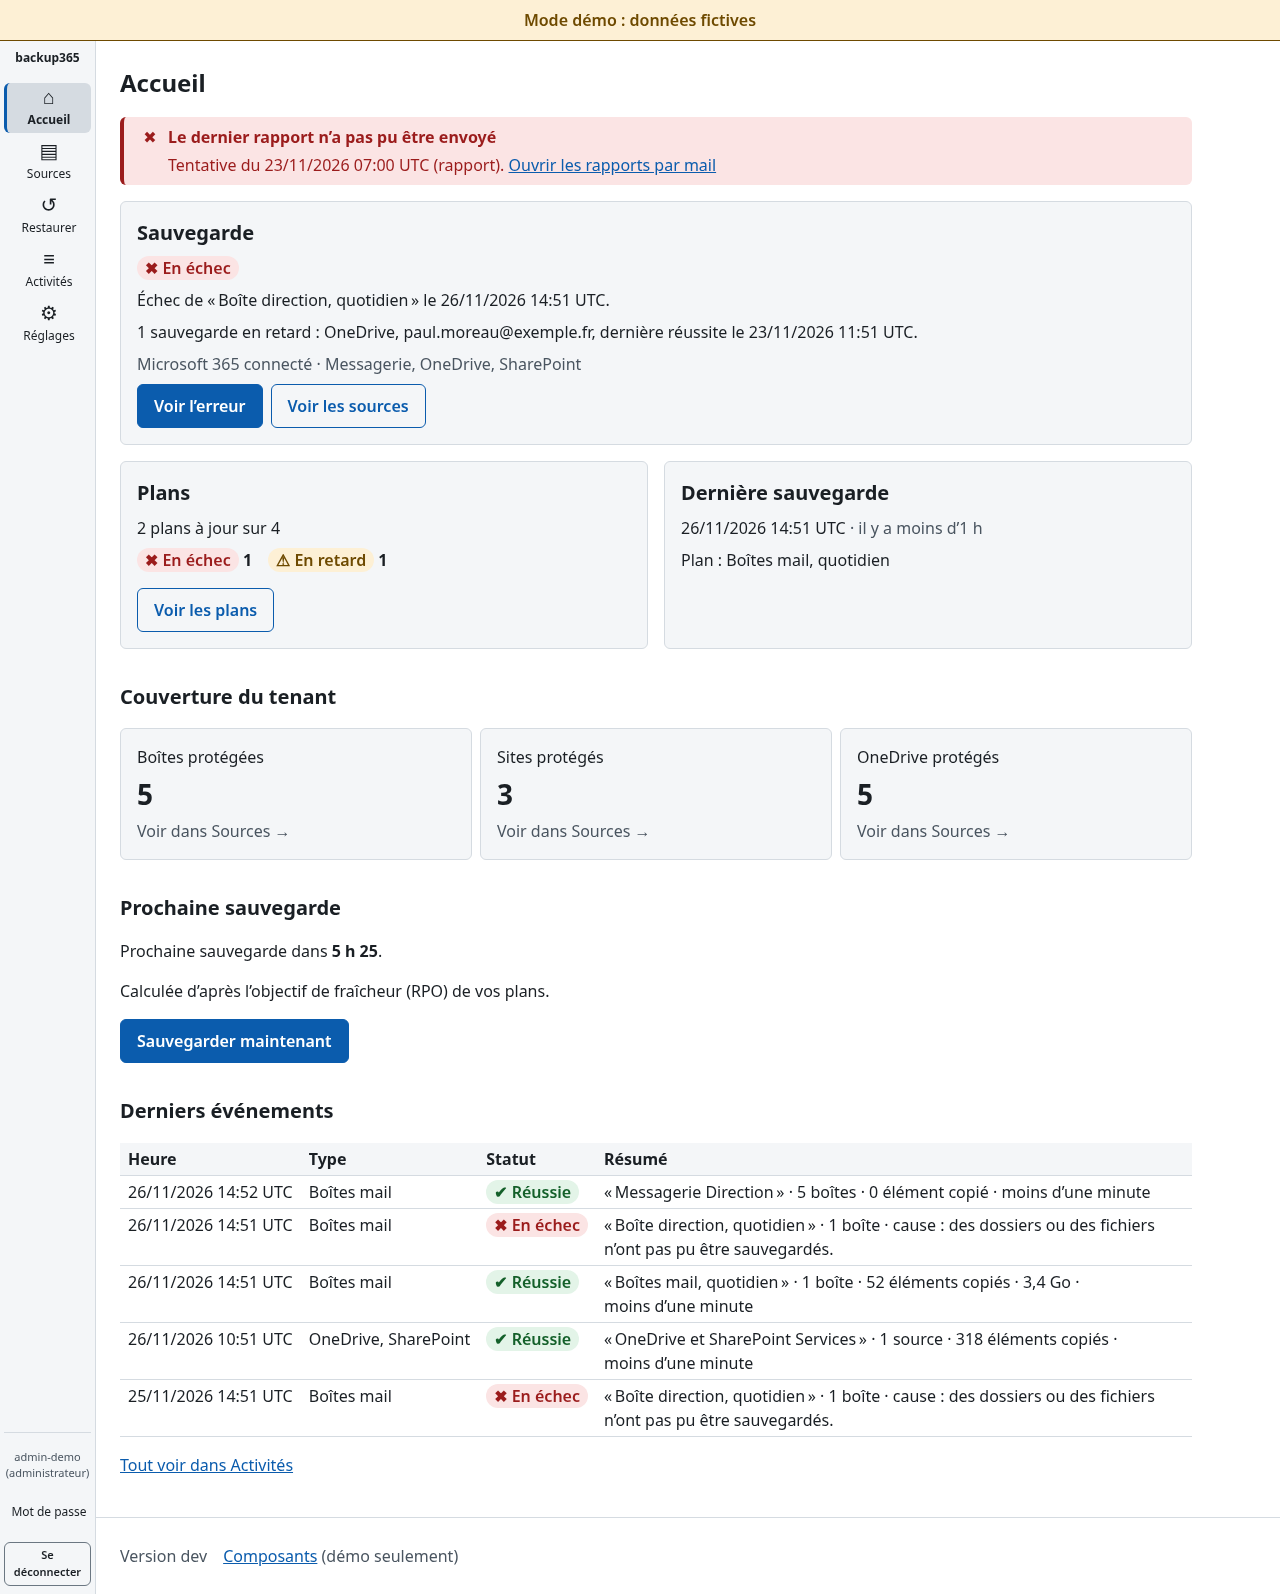 Mode démo : données fictives
backup365
Accueil
Sources
Restaurer
Activités
Réglages
Accueil
✖ Le dernier rapport n’a pas pu être envoyé
Tentative du 23/11/2026 07:00 UTC (rapport). Ouvrir les rapports par mail
Sauvegarde
✖ En échec
Échec de « Boîte direction, quotidien » le 26/11/2026 14:51 UTC.
1 sauvegarde en retard : OneDrive, paul.moreau@exemple.fr, dernière réussite le 23/11/2026 11:51 UTC.
Microsoft 365 connecté · Messagerie, OneDrive, SharePoint
Voir l’erreur Voir les sources
Plans
2 plans à jour sur 4
✖ En échec 1 ⚠ En retard 1
Voir les plans
Dernière sauvegarde
26/11/2026 14:51 UTC · il y a moins d’1 h
Plan : Boîtes mail, quotidien
Couverture du tenant
Boîtes protégées
5
Voir dans Sources →
Sites protégés
3
Voir dans Sources →
OneDrive protégés
5
Voir dans Sources →
Prochaine sauvegarde
Prochaine sauvegarde dans 5 h 25.
Calculée d’après l’objectif de fraîcheur (RPO) de vos plans.
Sauvegarder maintenant
Derniers événements
Heure Type Statut Résumé
26/11/2026 14:52 UTC Boîtes mail ✔ Réussie « Messagerie Direction » · 5 boîtes · 0 élément copié · moins d’une minute
26/11/2026 14:51 UTC Boîtes mail ✖ En échec « Boîte direction, quotidien » · 1 boîte · cause : des dossiers ou des fichiers
n’ont pas pu être sauvegardés.
26/11/2026 14:51 UTC Boîtes mail ✔ Réussie « Boîtes mail, quotidien » · 1 boîte · 52 éléments copiés · 3,4 Go ·
moins d’une minute
26/11/2026 10:51 UTC OneDrive, SharePoint ✔ Réussie « OneDrive et SharePoint Services » · 1 source · 318 éléments copiés ·
moins d’une minute
25/11/2026 14:51 UTC Boîtes mail ✖ En échec « Boîte direction, quotidien » · 1 boîte · cause : des dossiers ou des fichiers
n’ont pas pu être sauvegardés.
Tout voir dans Activités
admin-demo
(administrateur)
Mot de passe
Se
déconnecter
Version dev Composants (démo seulement)